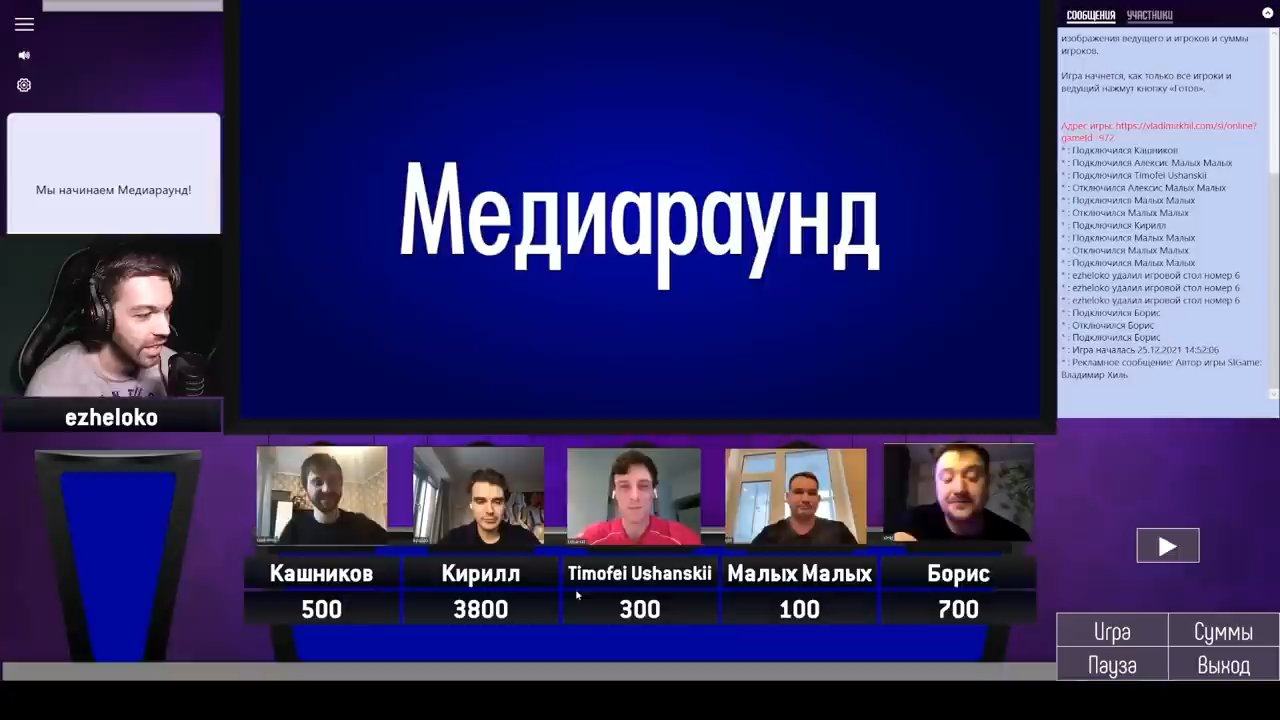 Мы начинаем Медиараунд!
ezheloko
Медиараунд
Кашников
Кирилл
Timofei Ushanskii
Малых Малых
Борис
500
3800
300
100
700
СООБЩЕНИЯ УЧАСТНИКИ
изображения ведущего и игроков и суммы
игроков.
Игра начнется, как только все игроки и
ведущий нажмут кнопку «Готов».
Адрес игры: https://vladimirkhil.com/si/online?
* : Подключился Кашников
* : Подключился Алексис Малых Малых
* : Подключился Timofei Ushanskii
* : Отключился Алексис Малых Малых
* : Подключился Малых Малых
* : Отключился Малых Малых
* : Подключился Кирилл
* : Подключился Малых Малых
* : Отключился Малых Малых
* : Подключился Малых Малых
* : ezheloko удалил игровой стол номер 6
* : ezheloko удалил игровой стол номер 6
* : ezheloko удалил игровой стол номер 6
* : Подключился Борис
* : Отключился Борис
* : Подключился Борис
* : Игра началась 25.12.2021 14:52:06
* : Рекламное сообщение: Автор игры SIGame:
Владимир Хиль
Игра Суммы
Пауза Выход